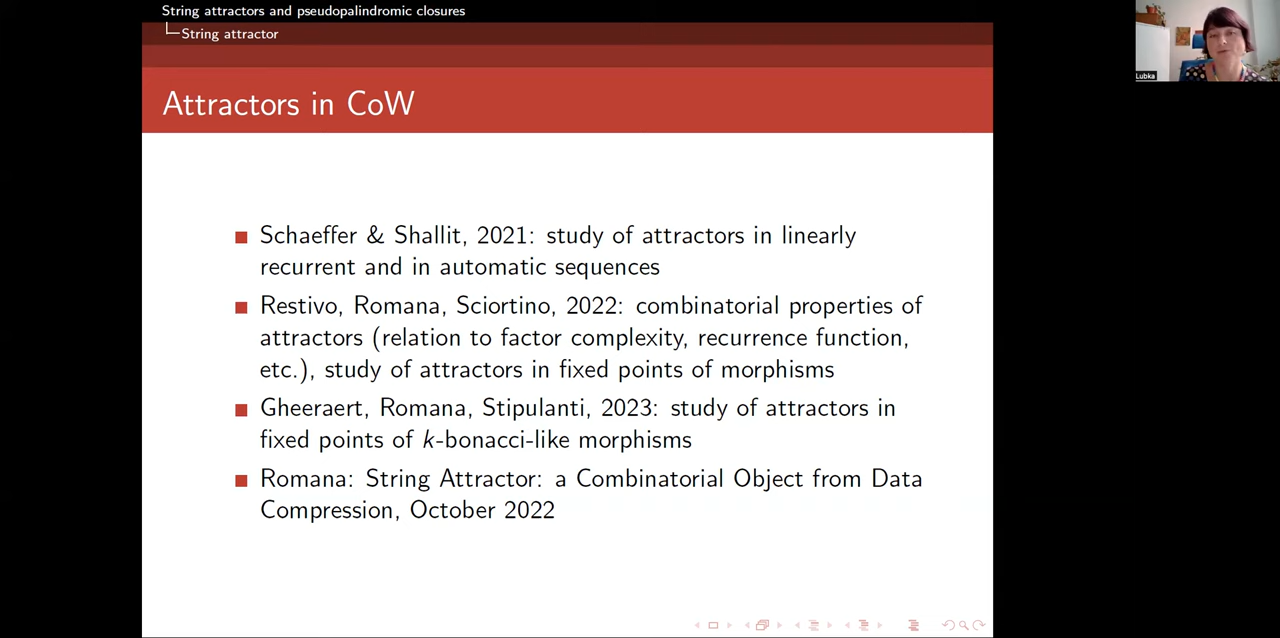 String attractors and pseudopalindromic closures
String attractor
Attractors in CoW
Schaeffer & Shallit, 2021: study of attractors in linearly
recurrent and in automatic sequences
Restivo, Romana, Sciortino, 2022: combinatorial properties of
attractors (relation to factor complexity, recurrence function,
etc.), study of attractors in fixed points of morphisms
Gheeraert, Romana, Stipulanti, 2023: study of attractors in
fixed points of k-bonacci-like morphisms
Romana: String Attractor: a Combinatorial Object from Data
Compression, October 2022
Lubka